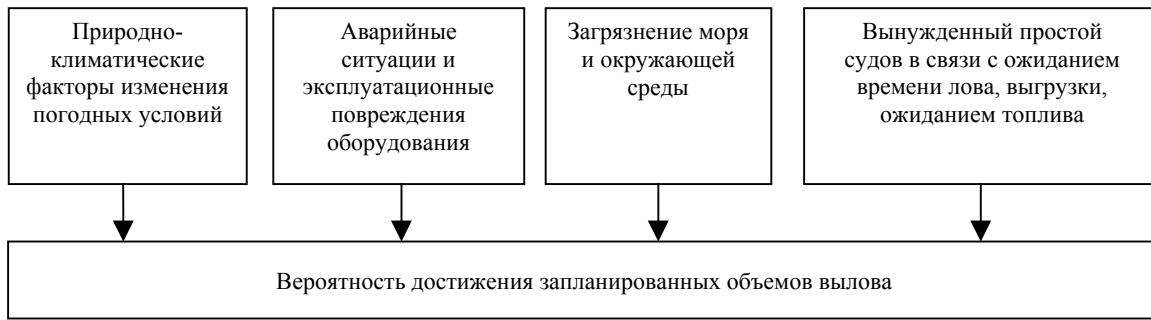 Природно-
климатические
факторы изменения
погодных условий
Аварийные
ситуации и
эксплуатационные
повреждения
оборудования
Загрязнение моря
и окружающей
среды
Вынужденный простой
судов в связи с ожиданием
времени лова, выгрузки,
ожиданием топлива
Вероятность достижения запланированных объемов вылова